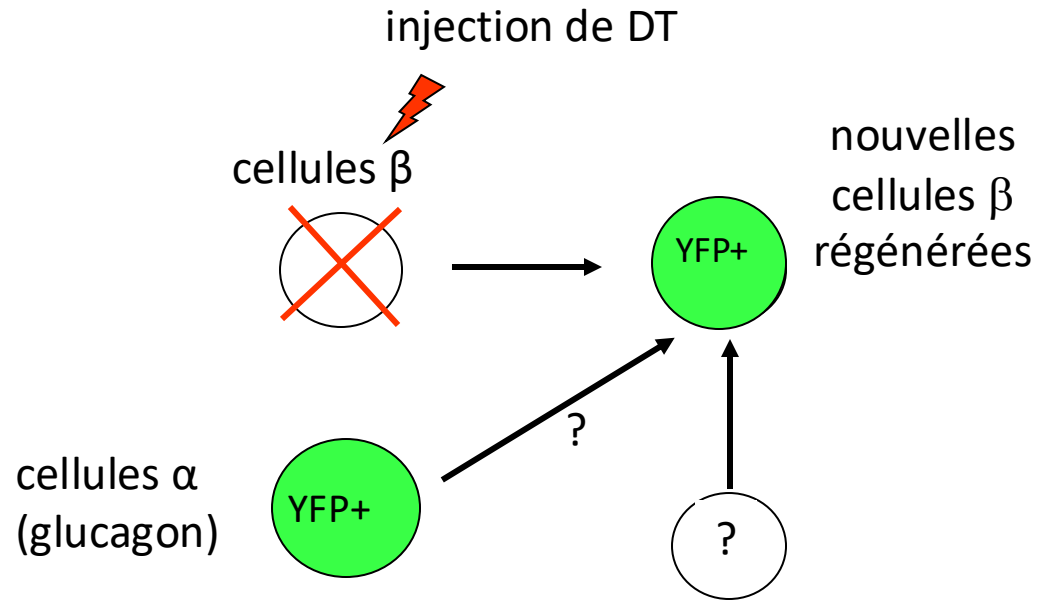 injection de DT
cellules β
nouvelles
cellules β
régénérées
YFP+
?
cellules α
(glucagon)
YFP+
?